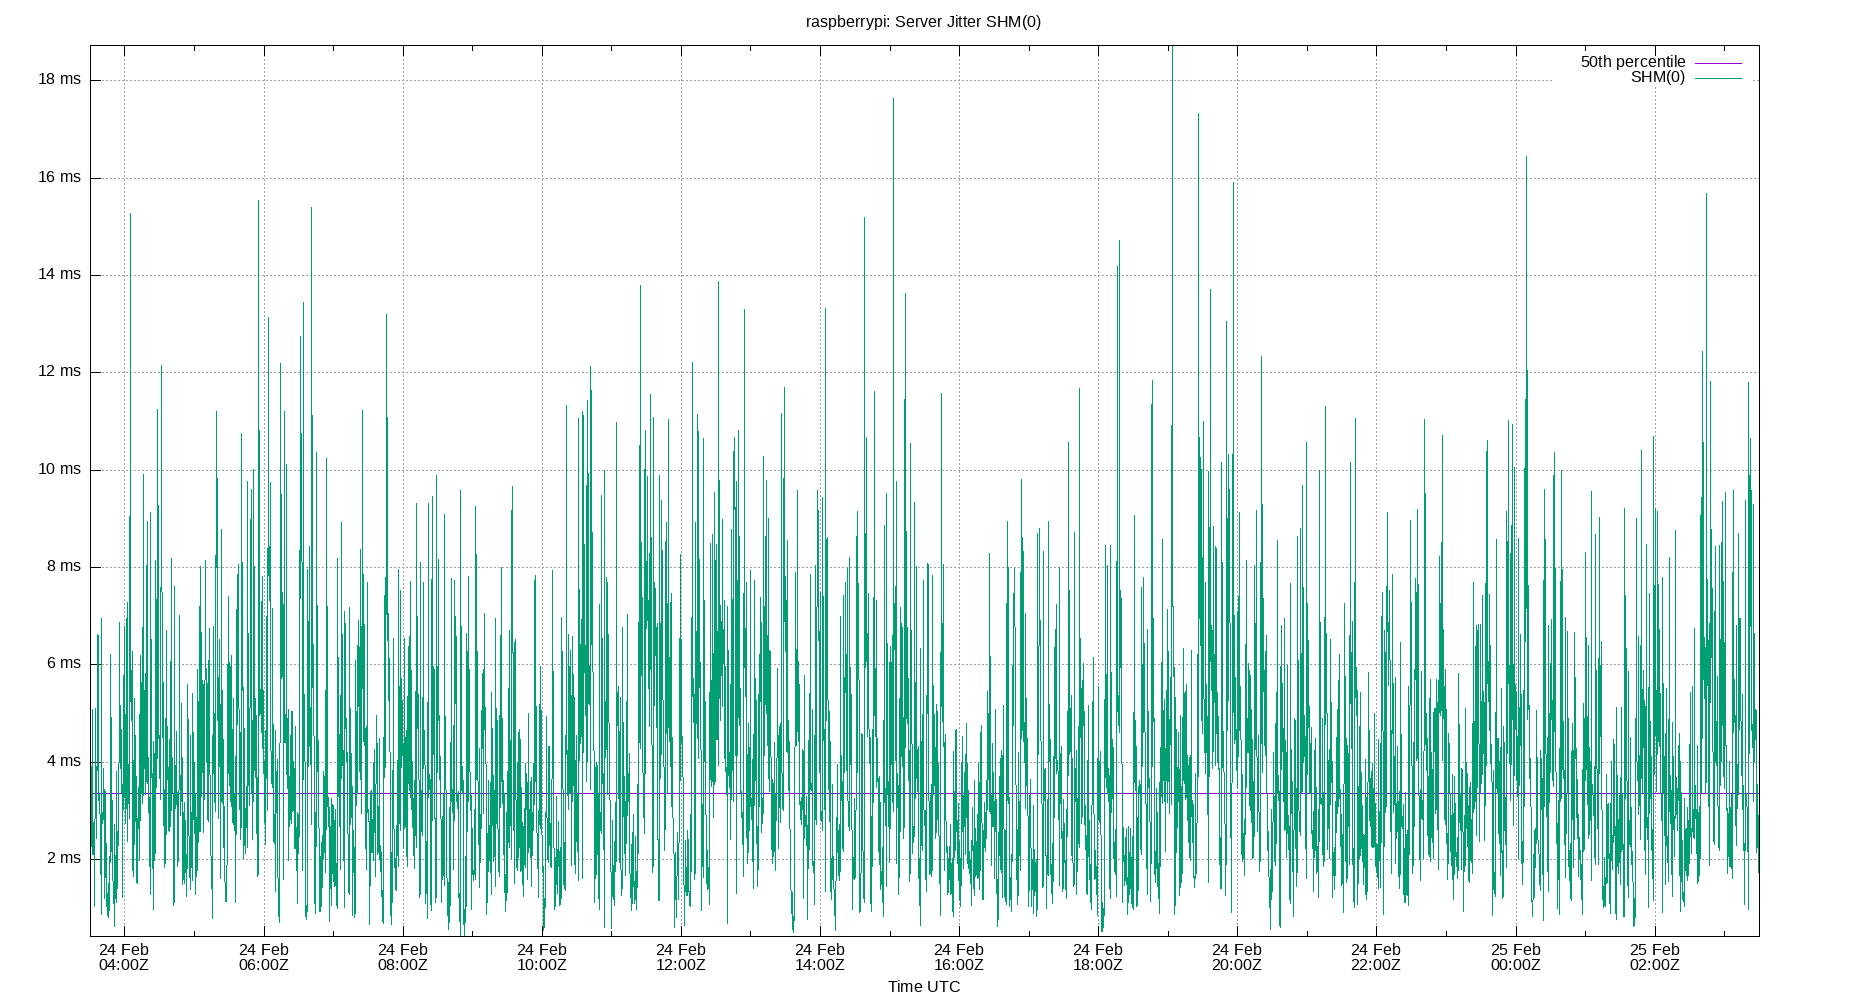 raspberrypi: Server Jitter SHM(0)
18 ms
50th percentile
SHM(0)
16 ms
14 ms
12 ms
10 ms
8 ms
6 ms
4 ms
2 ms
24 Feb 24 Feb 24 Feb 24 Feb 24 Feb 24 Feb 24 Feb 24 Feb 24 Feb 24 Feb 25 Feb 25 Feb
04:00Z 06:00Z 08:00Z 10:00Z 12:00Z 14:00Z 16:00Z 18:00Z 20:00Z 22:00Z 00:00Z 02:00Z
Time UTC